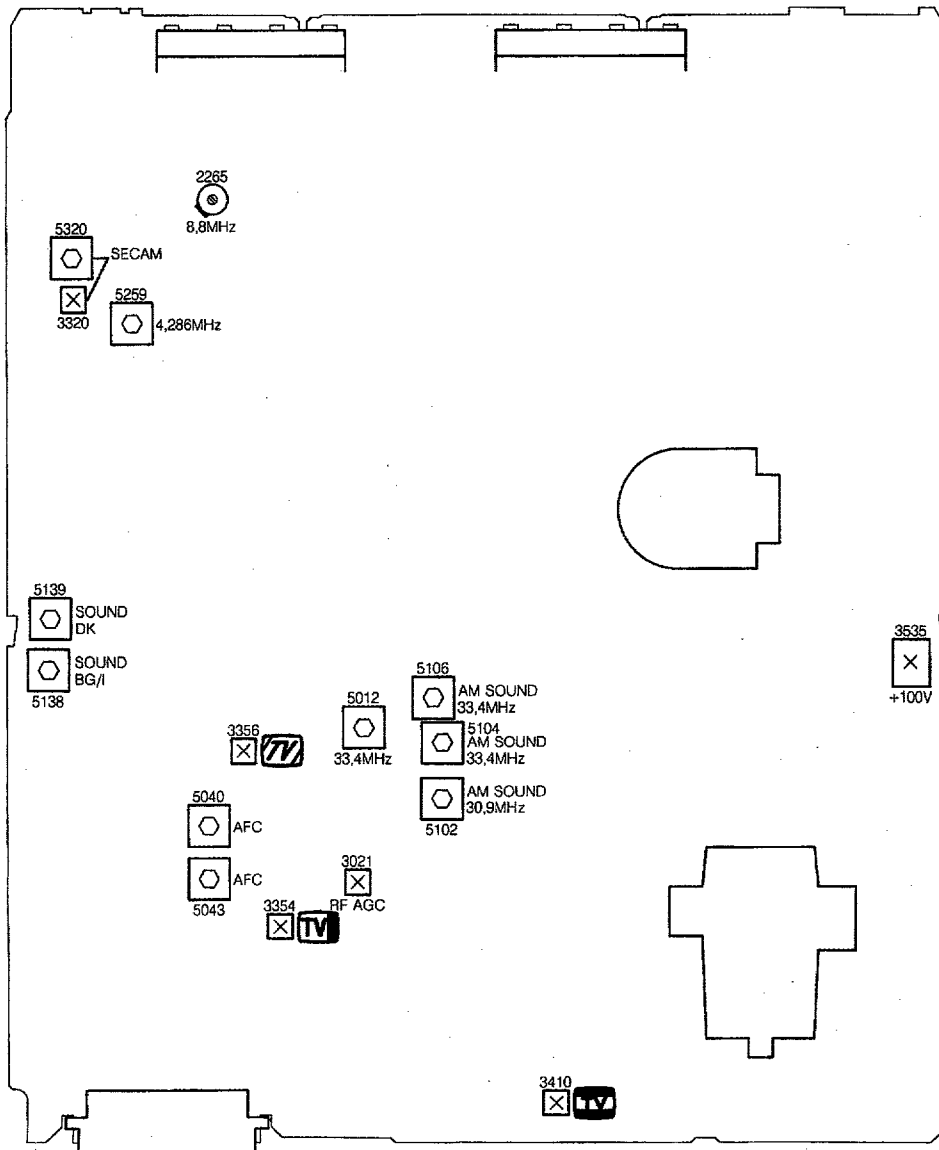 2265
8,8MHz
5320
SECAM
3320
5259
4,286MHz
5139
SOUND
DK
SOUND
BG/I
5138
3535
+100V
5106
AM SOUND
33,4MHz
5012
33,4MHz
5104
AM SOUND
33,4MHz
3356
TV
AM SOUND
30,9MHz
5102
5040
AFC
AFC
5043
3021
RF AGC
3354
TV
3410
TV